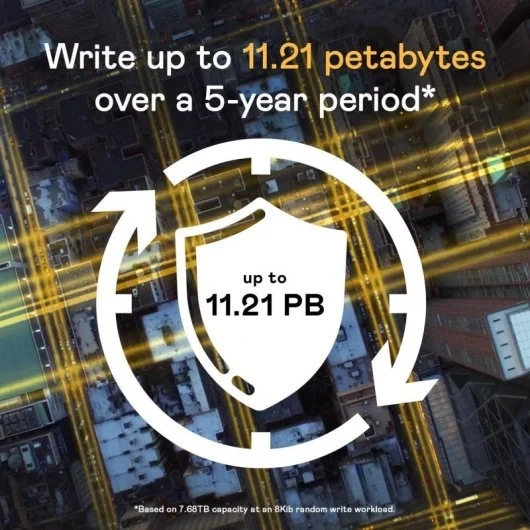 Write up to 11.21 petabytes
over a 5-year period*
up to
11.21 PB
*Based on 7.68TB capacity at an 8Kib random write workload.